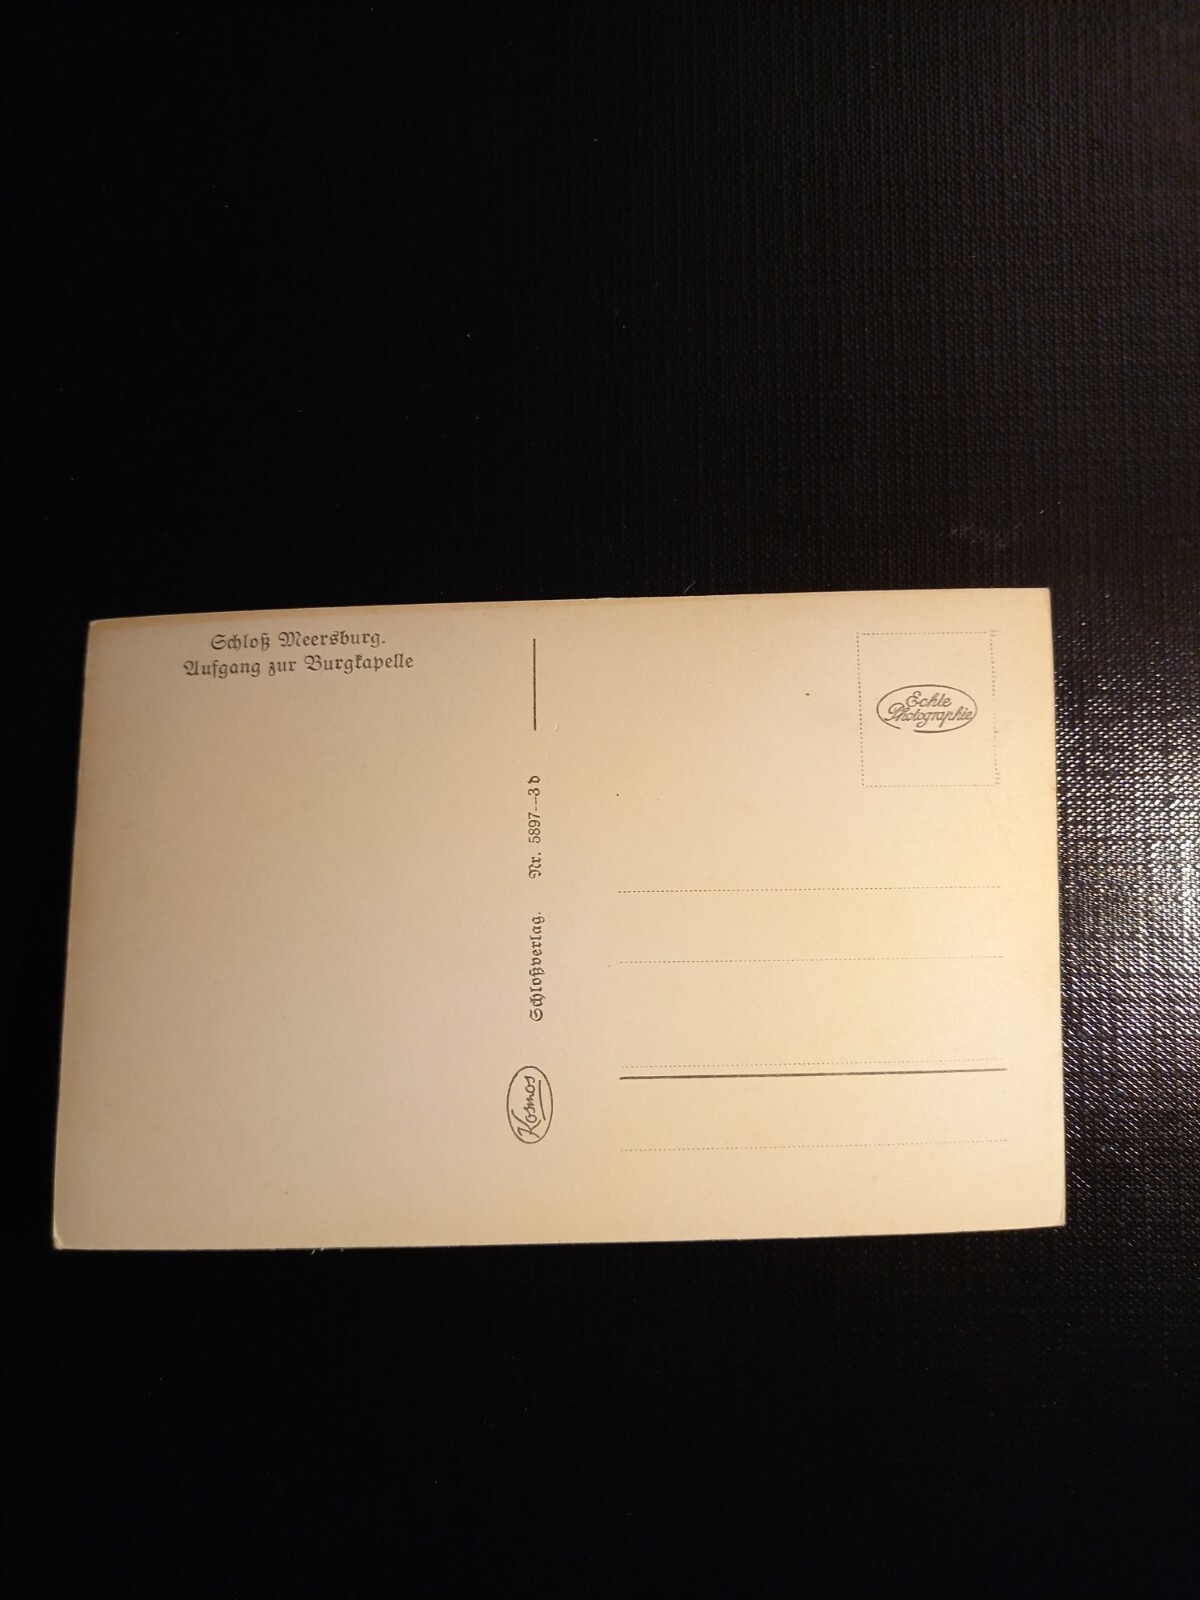 Schloß Meersburg.
Aufgang zur Burgkapelle
Echte
Photographie
Kosmos
Schloßverlag. Nr. 5897—3 b